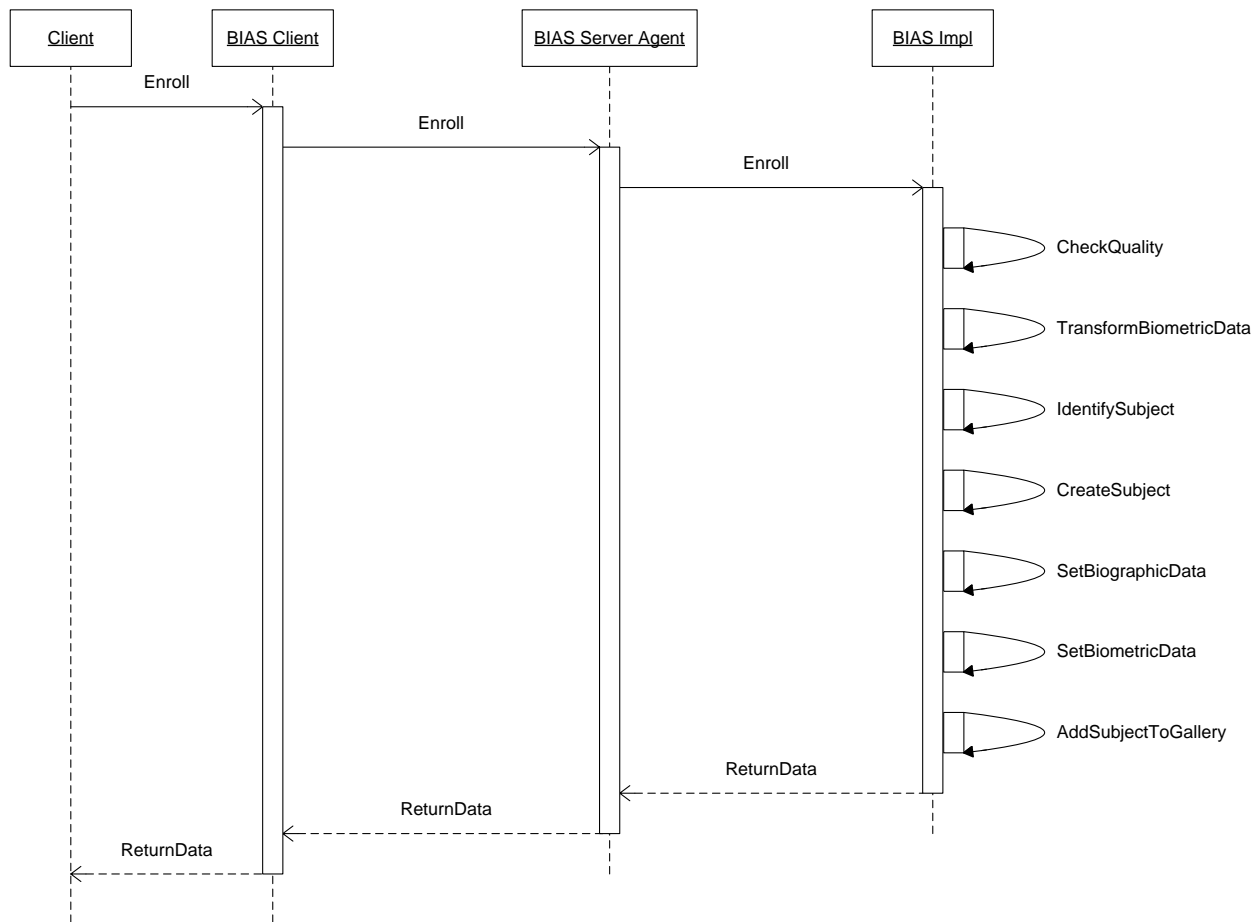 Client
BIAS Client
BIAS Server Agent
BIAS Impl
Enroll
Enroll
Enroll
CheckQuality
TransformBiometricData
IdentifySubject
CreateSubject
SetBiographicData
SetBiometricData
AddSubjectToGallery
ReturnData
ReturnData
ReturnData